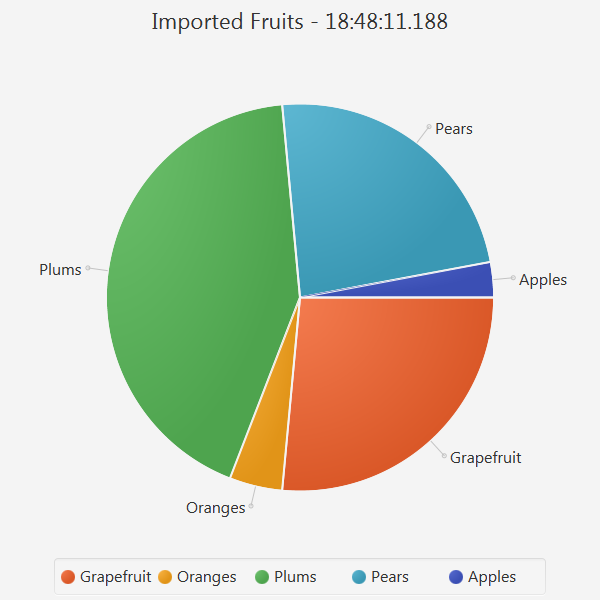 Imported Fruits - 18:48:11.188
Pears
Plums
Apples
Grapefruit
Oranges
Grapefruit Oranges Plums Pears Apples